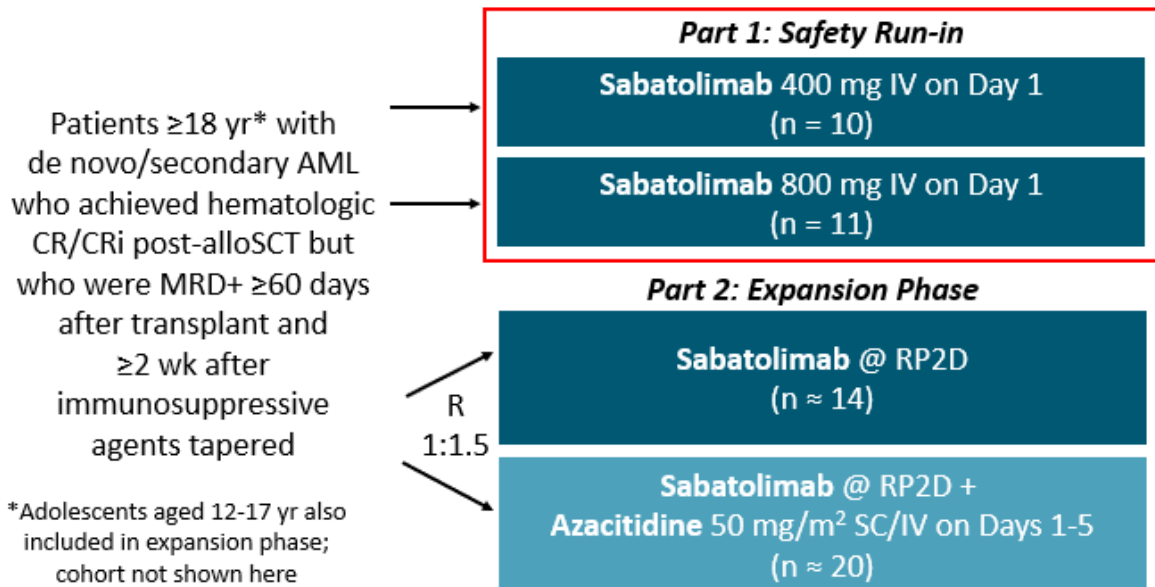 Patients ≥18 yr* with
de novo/secondary AML
who achieved hematologic
CR/CRi post-alloSCT but
who were MRD+ ≥60 days
after transplant and
≥2 wk after
immunosuppressive
agents tapered
*Adolescents aged 12-17 yr also
included in expansion phase;
cohort not shown here
Part 1: Safety Run-in
Sabatolimab 400 mg IV on Day 1
(n = 10)
Sabatolimab 800 mg IV on Day 1
(n = 11)
R
1:1.5
Part 2: Expansion Phase
Sabatolimab @ RP2D
(n ≈ 14)
Sabatolimab @ RP2D +
Azacitidine 50 mg/m² SC/IV on Days 1-5
(n ≈ 20)